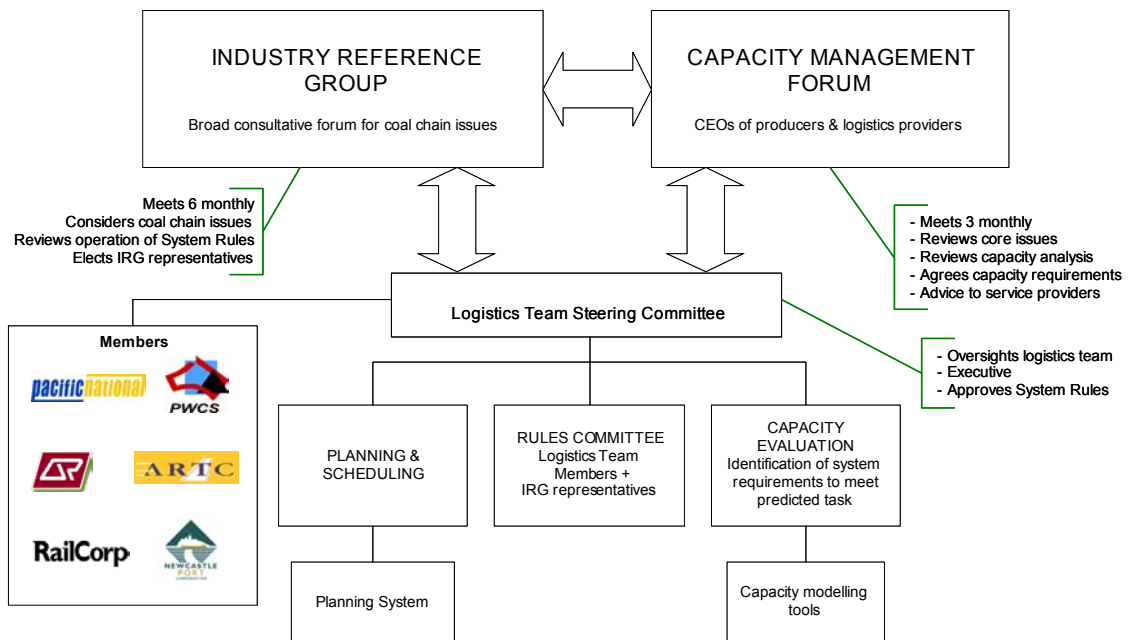 INDUSTRY REFERENCE
GROUP
Broad consultative forum for coal chain issues
CAPACITY MANAGEMENT
FORUM
CEOs of producers & logistics providers
Meets 6 monthly
Considers coal chain issues
Reviews operation of System Rules
Elects IRG representatives
- Meets 3 monthly
- Reviews core issues
- Reviews capacity analysis
- Agrees capacity requirements
- Advice to service providers
Logistics Team Steering Committee
- Oversights logistics team
- Executive
- Approves System Rules
Members
pacificnational
PWCS
QR
ARTC
RailCorp
NEWCASTLE
PORT
CORPORATION
PLANNING &
SCHEDULING
RULES COMMITTEE
Logistics Team
Members +
IRG representatives
CAPACITY
EVALUATION
Identification of system
requirements to meet
predicted task
Planning System
Capacity modelling
tools